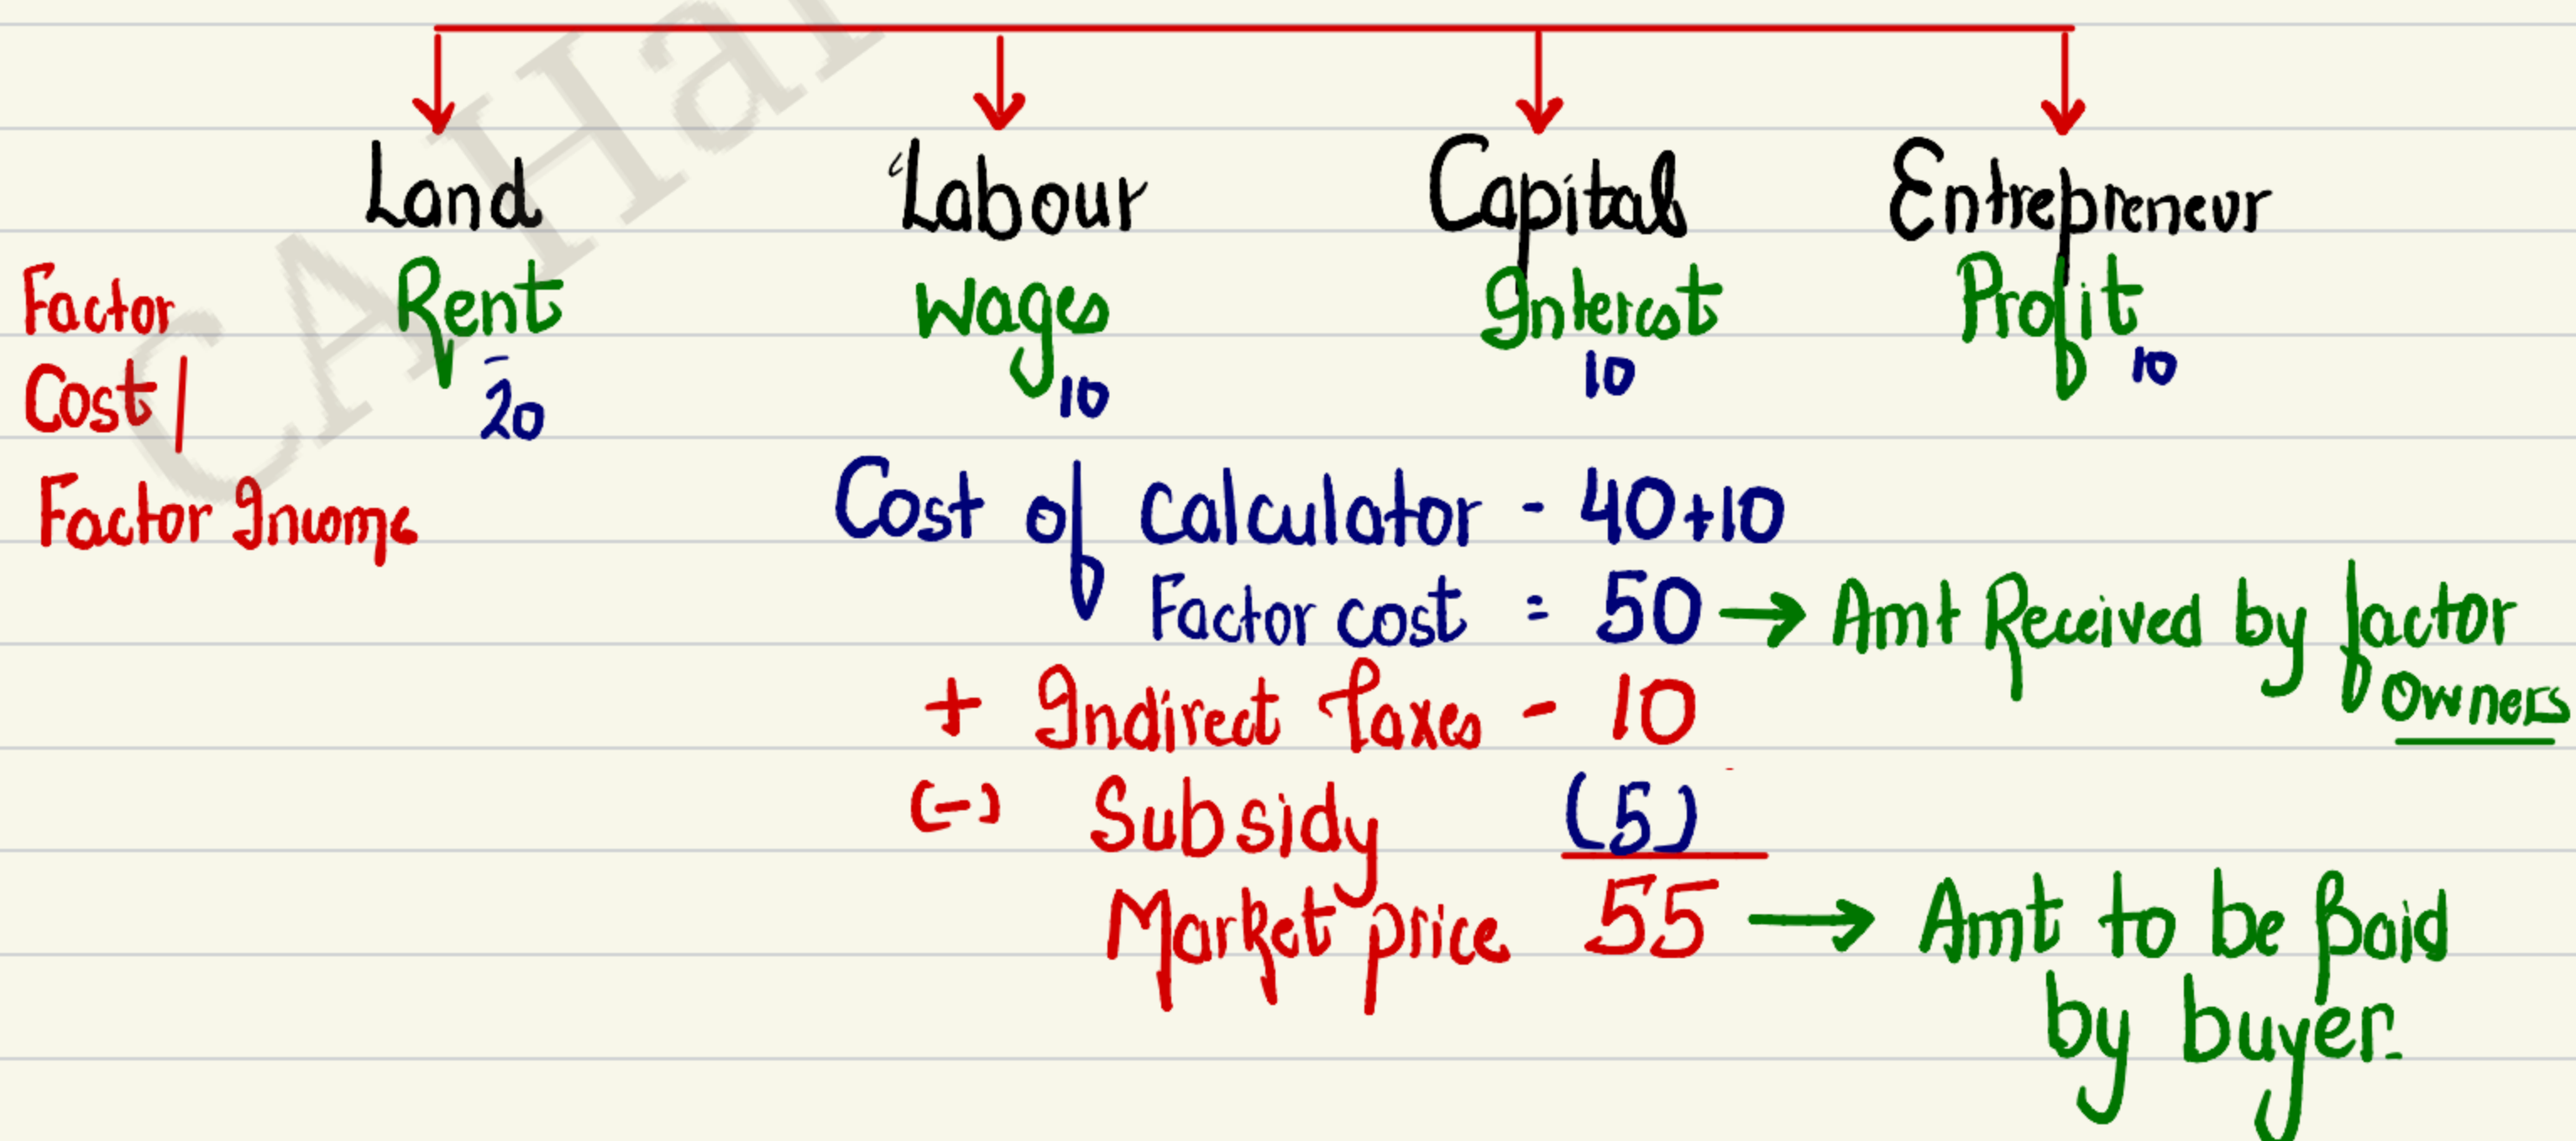 Land Labour Capital Entrepreneur
Factor Rent Wages Interest Profit
Cost / 20 10 10 10
Factor Income
Cost of Calculator - 40+10
Factor cost = 50 → Amt Received by factor owners
+ Indirect Taxes - 10
(-) Subsidy (5)
Market price 55 → Amt to be Paid
by buyer.
CA Har